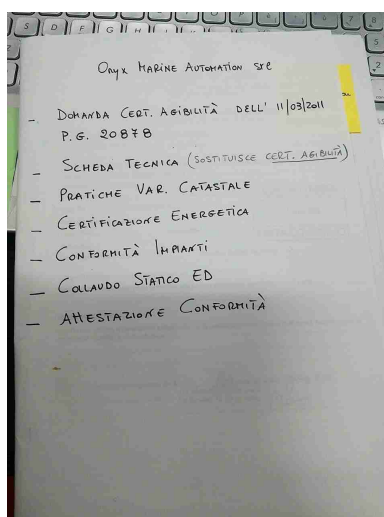 Onyx MARINE AUTOMATION srl
- DOMANDA CERT. AGIBILITÀ DELL' 11/03/2011
P.G. 20878
- SCHEDA TECNICA (SOSTITUISCE CERT. AGIBILITÀ)
- PRATICHE VAR. CATASTALE
- CERTIFICAZIONE ENERGETICA
- CONFORMITÀ IMPIANTI
- COLLAUDO STATICO ED
- ATTESTAZIONE CONFORMITÀ